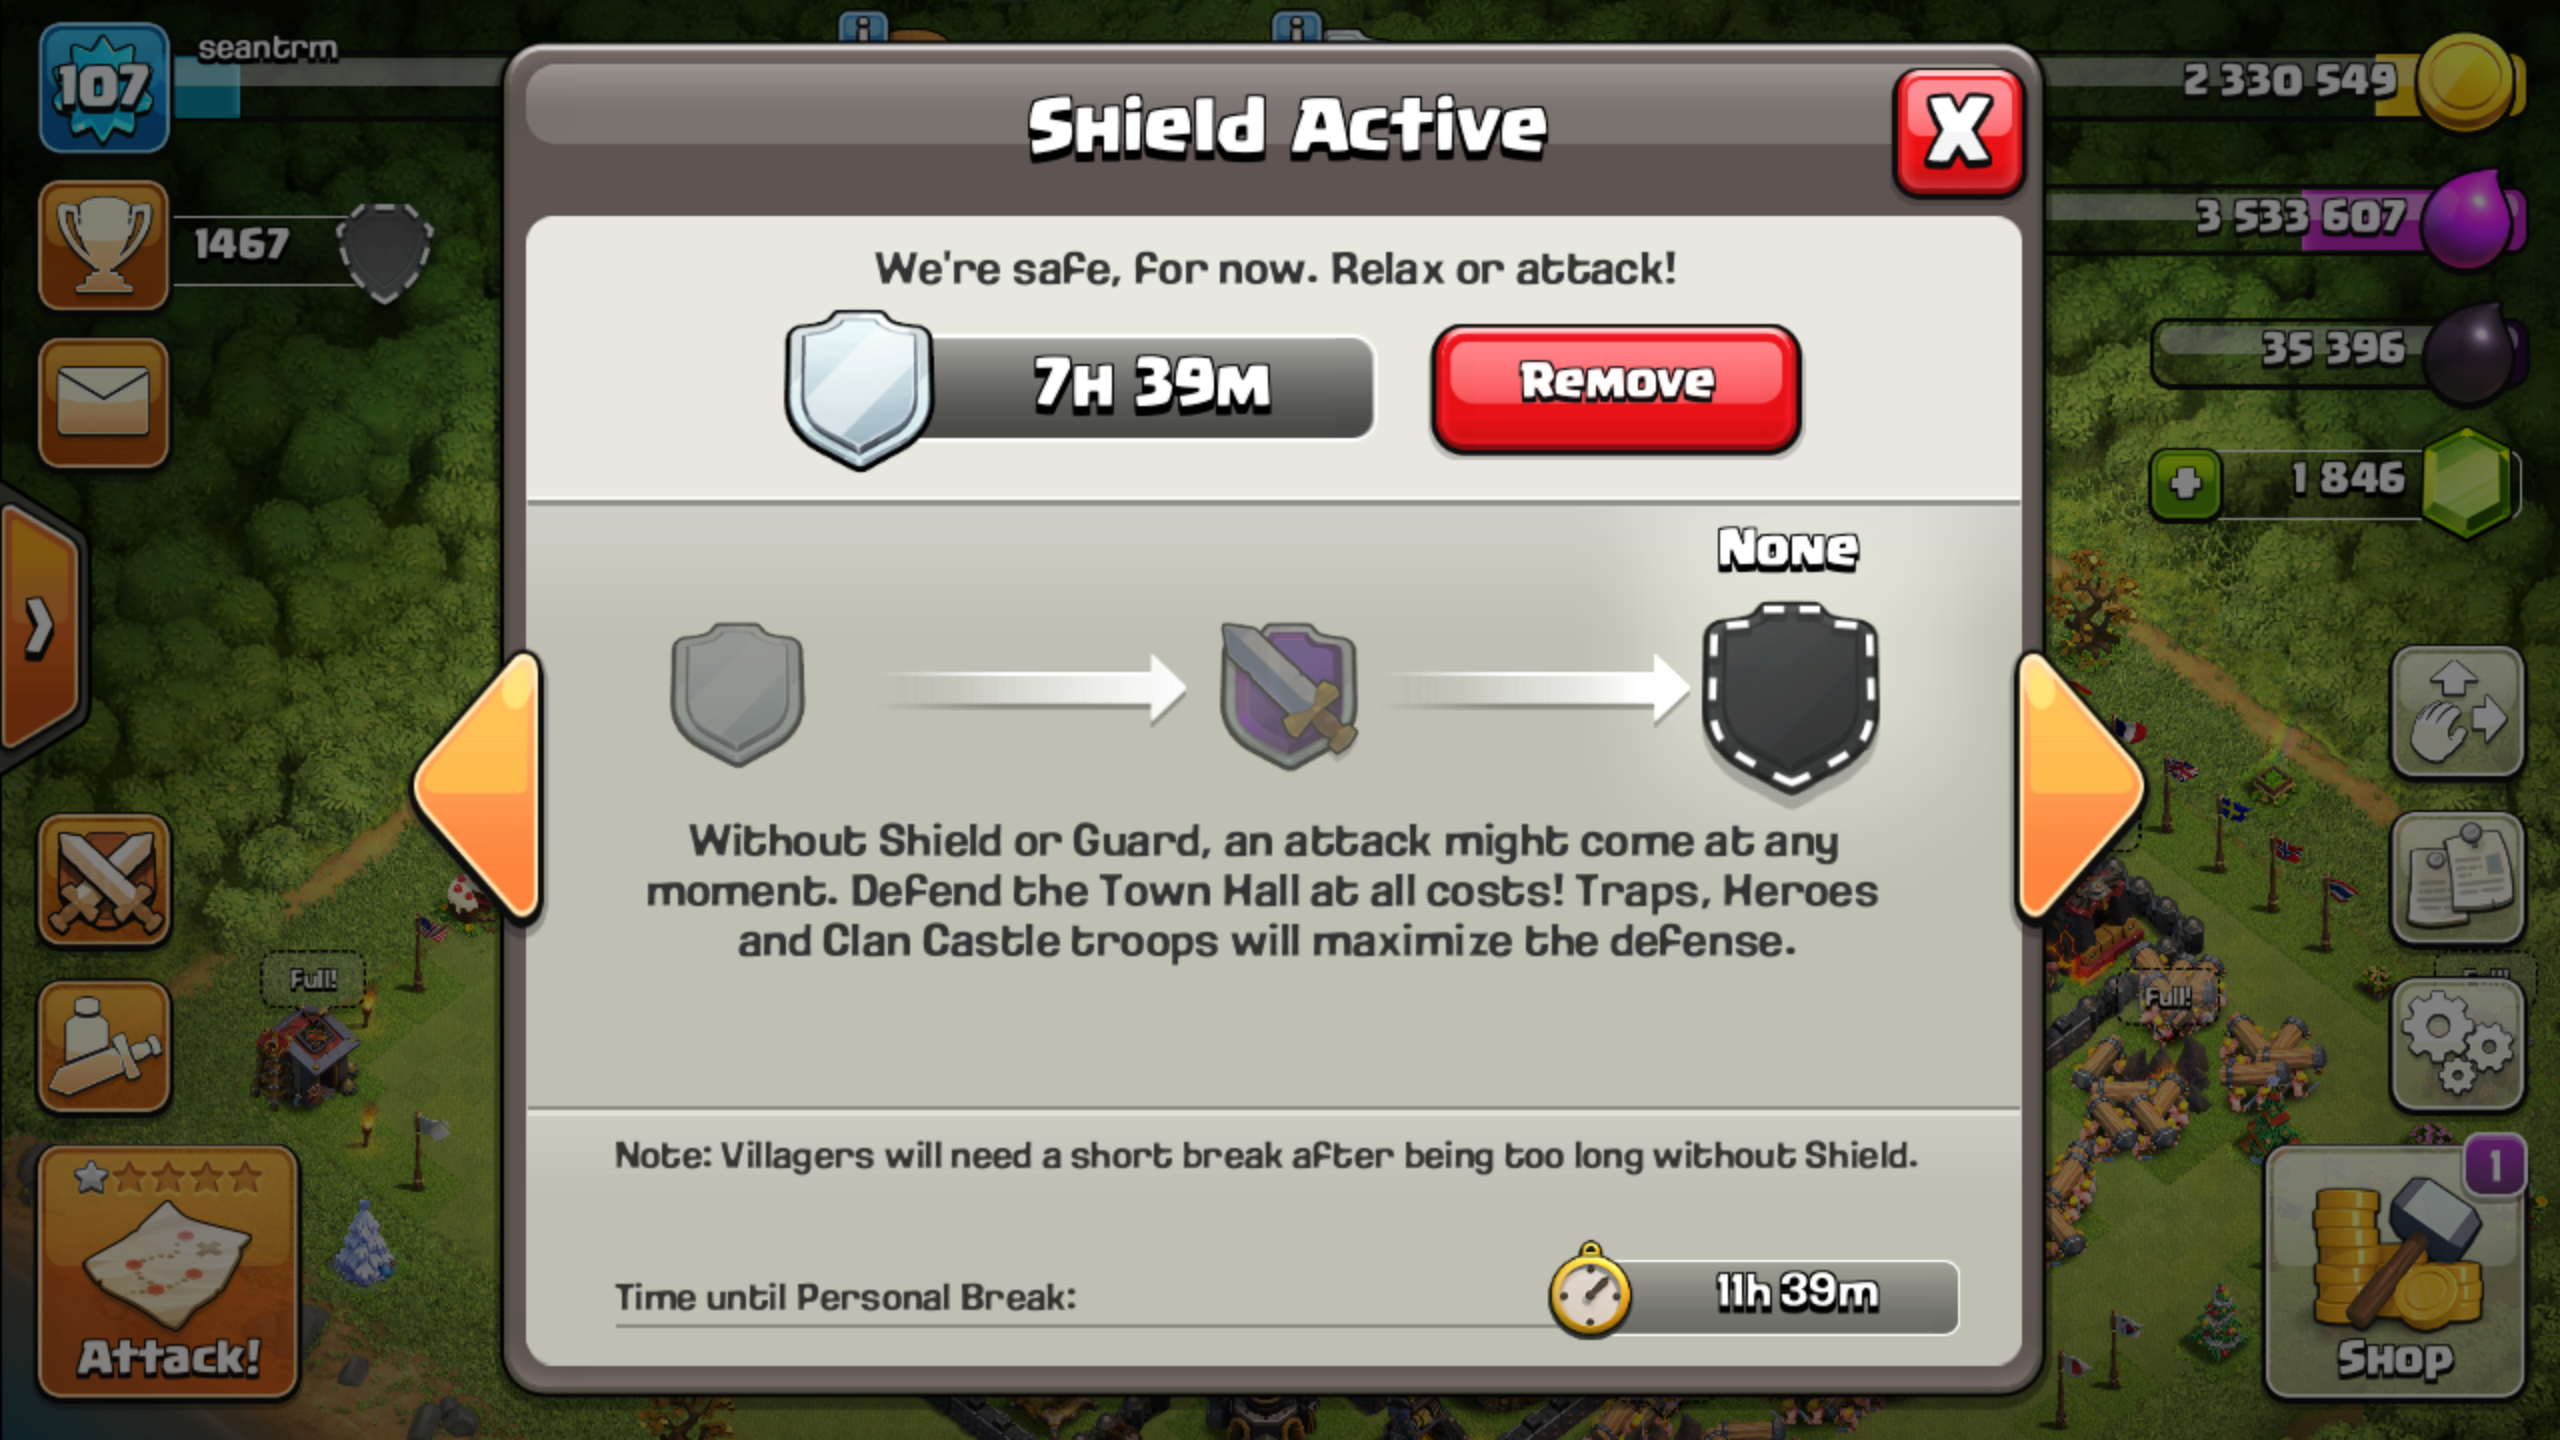 107
seantrm
i
i
2 330 549
SHield Active
X
We're safe, for now. Relax or attack!
1467
3 533 607
7H 39M
Remove
35 396
None
1 846
Without Shield or Guard, an attack might come at any
moment. Defend the Town Hall at all costs! Traps, Heroes
and Clan Castle troops will maximize the defense.
Full!
Full!
Note: Villagers will need a short break after being too long without Shield.
1
Time until Personal Break:
11h 39m
Attack!
SHop